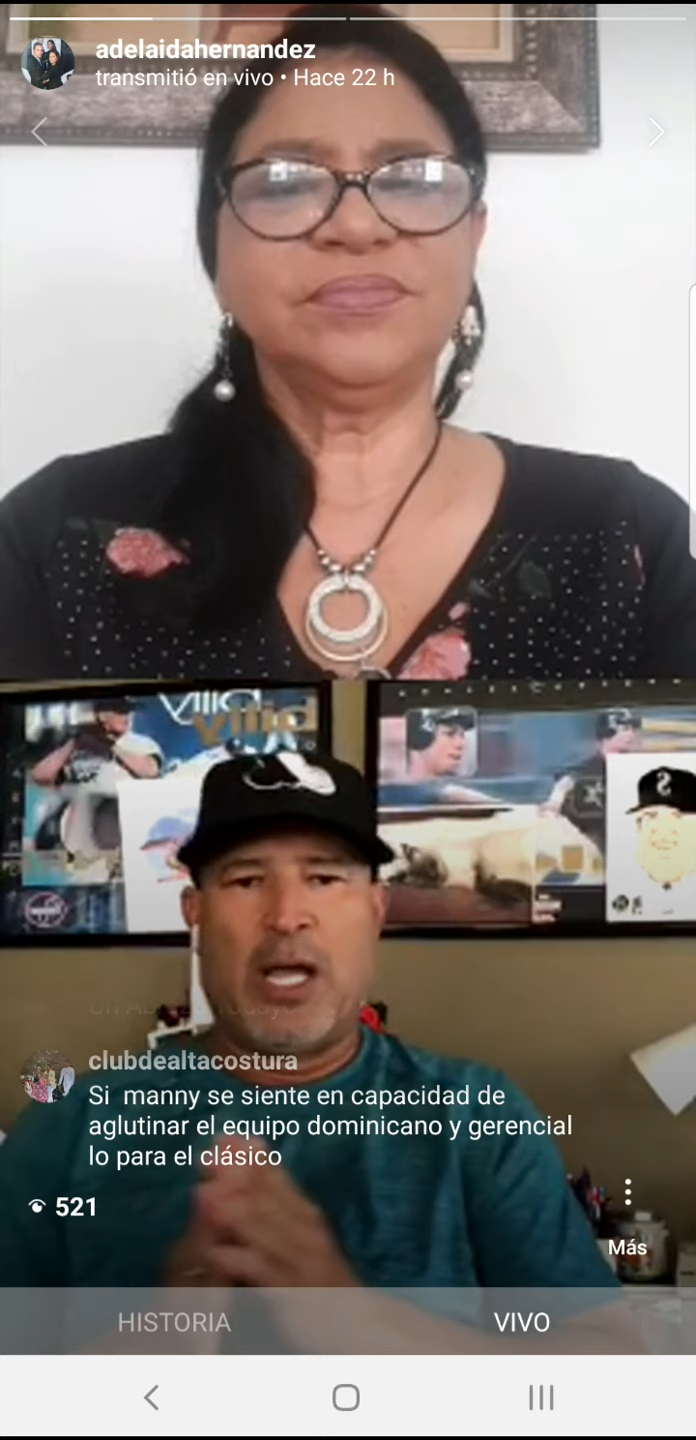 adelaidahernandez
transmitió en vivo • Hace 22 h
clubdealtacostura
Si manny se siente en capacidad de
aglutinar el equipo dominicano y gerencial
lo para el clásico
521
Más
HISTORIA
VIVO